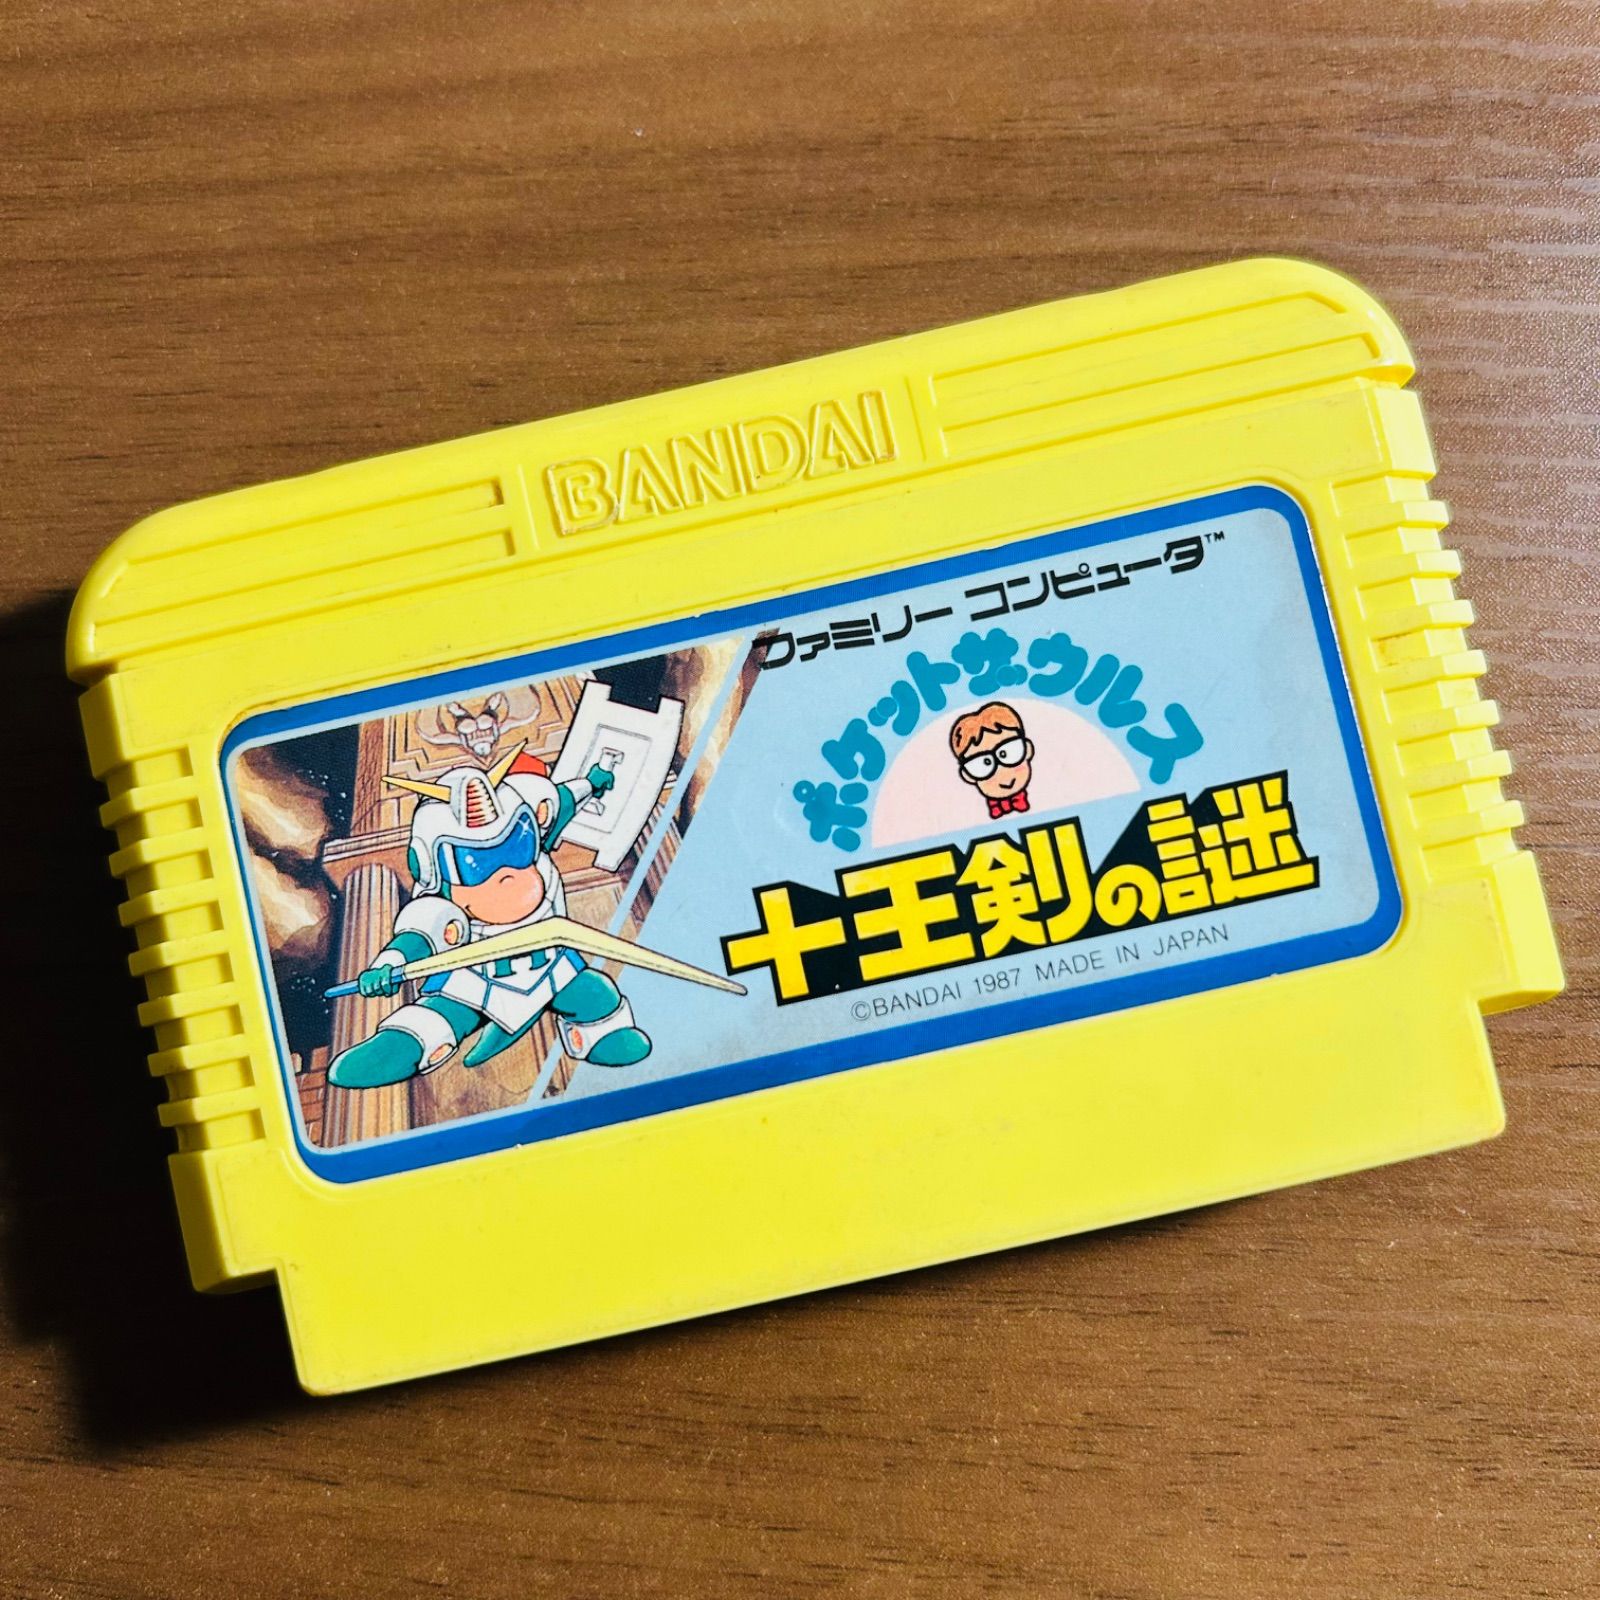 BANDAI
ファミリー コンピュータ™
ポケットザウルス
十王剣の謎
©BANDAI 1987 MADE IN JAPAN
H